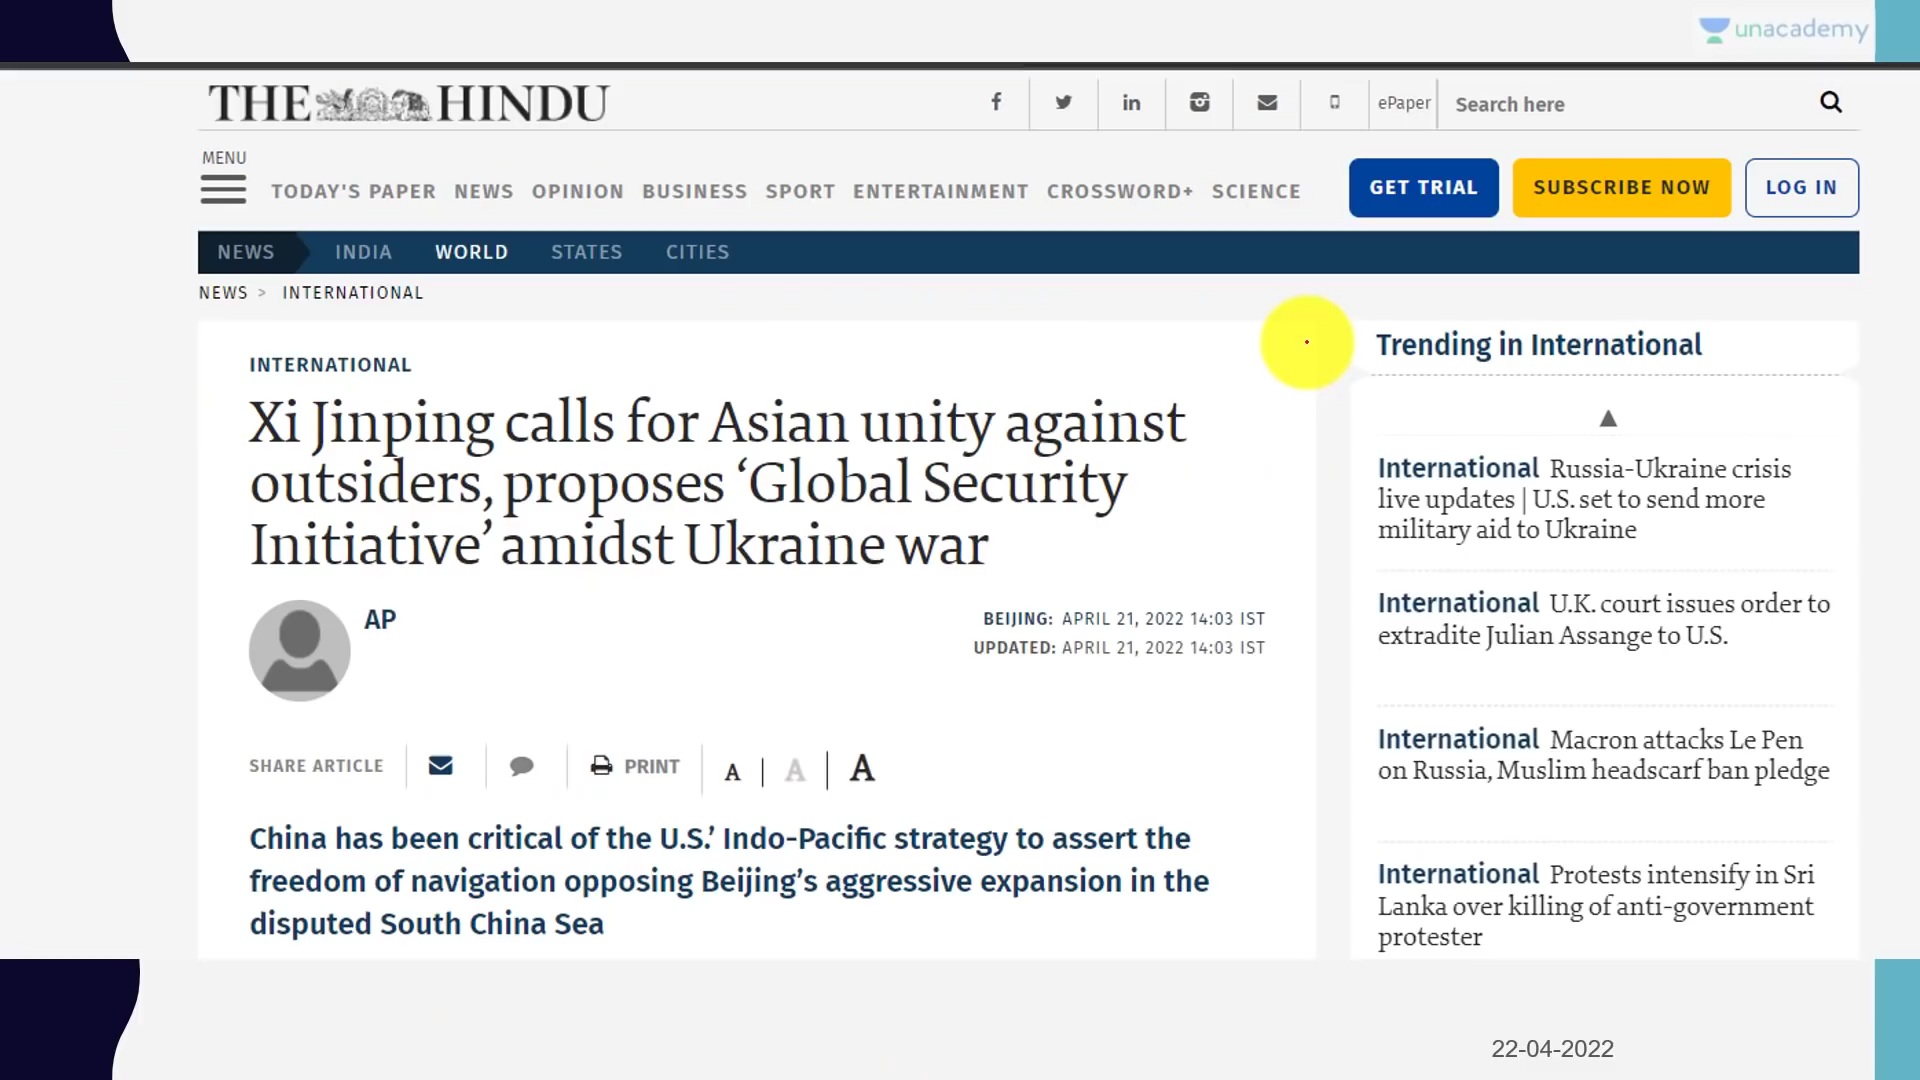 unacademy
THE HINDU
ePaper
Search here
MENU
TODAY'S PAPER NEWS OPINION BUSINESS SPORT ENTERTAINMENT CROSSWORD+ SCIENCE
GET TRIAL
SUBSCRIBE NOW
LOG IN
NEWS INDIA WORLD STATES CITIES
NEWS > INTERNATIONAL
INTERNATIONAL
Xi Jinping calls for Asian unity against
outsiders, proposes ‘Global Security
Initiative’ amidst Ukraine war
AP
BEIJING: APRIL 21, 2022 14:03 IST
UPDATED: APRIL 21, 2022 14:03 IST
SHARE ARTICLE
PRINT
A | A | A
China has been critical of the U.S.’ Indo-Pacific strategy to assert the
freedom of navigation opposing Beijing’s aggressive expansion in the
disputed South China Sea
Trending in International
International Russia-Ukraine crisis
live updates | U.S. set to send more
military aid to Ukraine
International U.K. court issues order to
extradite Julian Assange to U.S.
International Macron attacks Le Pen
on Russia, Muslim headscarf ban pledge
International Protests intensify in Sri
Lanka over killing of anti-government
protester
22-04-2022